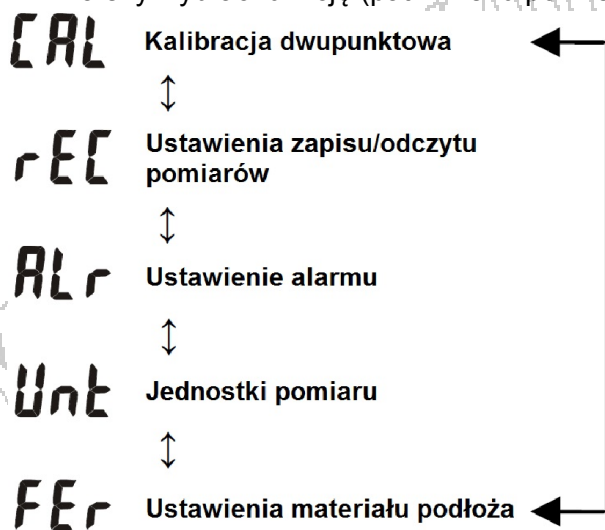 CAL Kalibracja dwupunktowa
rEC Ustawienia zapisu/odczytu
pomiarów
ALr Ustawienie alarmu
Unt Jednostki pomiaru
FEr Ustawienia materiału podłoża